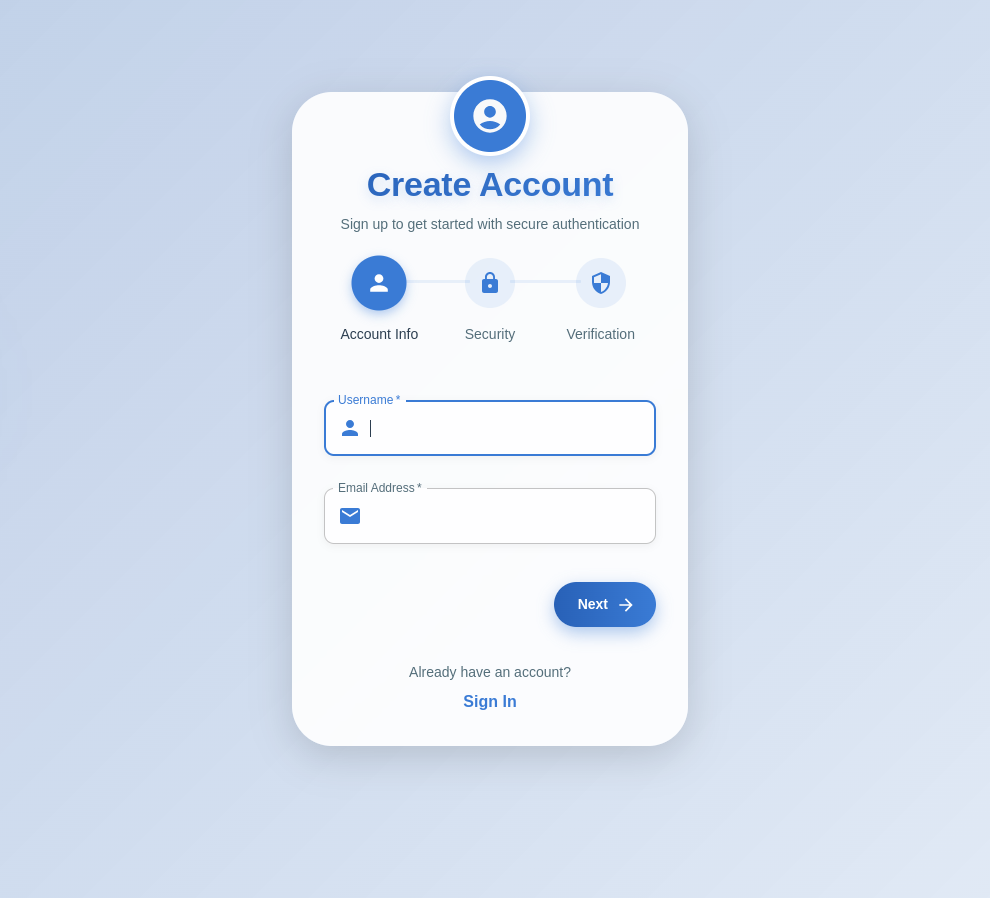 Create Account
Sign up to get started with secure authentication
Account Info
Security
Verification
Username *
Email Address *
Next
Already have an account?
Sign In